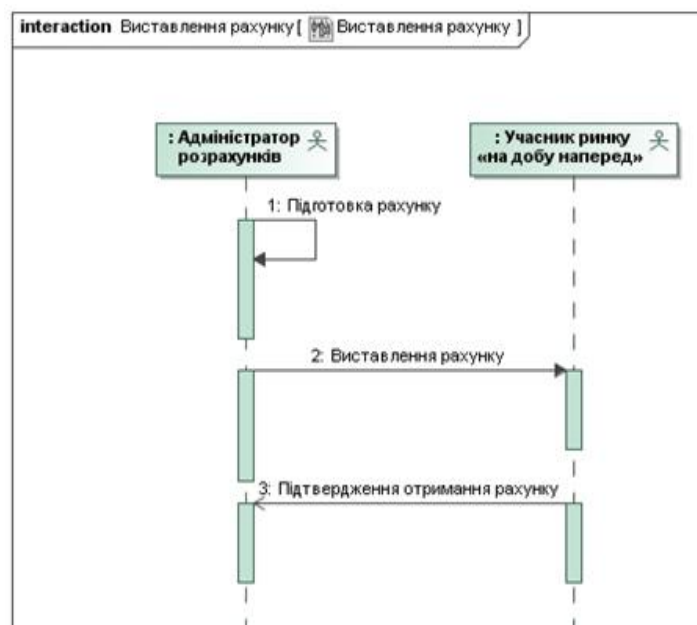 interaction Виставлення рахунку [ Виставлення рахунку ]
: Адміністратор
розрахунків
: Учасник ринку
«на добу наперед»
1: Підготовка рахунку
2: Виставлення рахунку
3: Підтвердження отримання рахунку